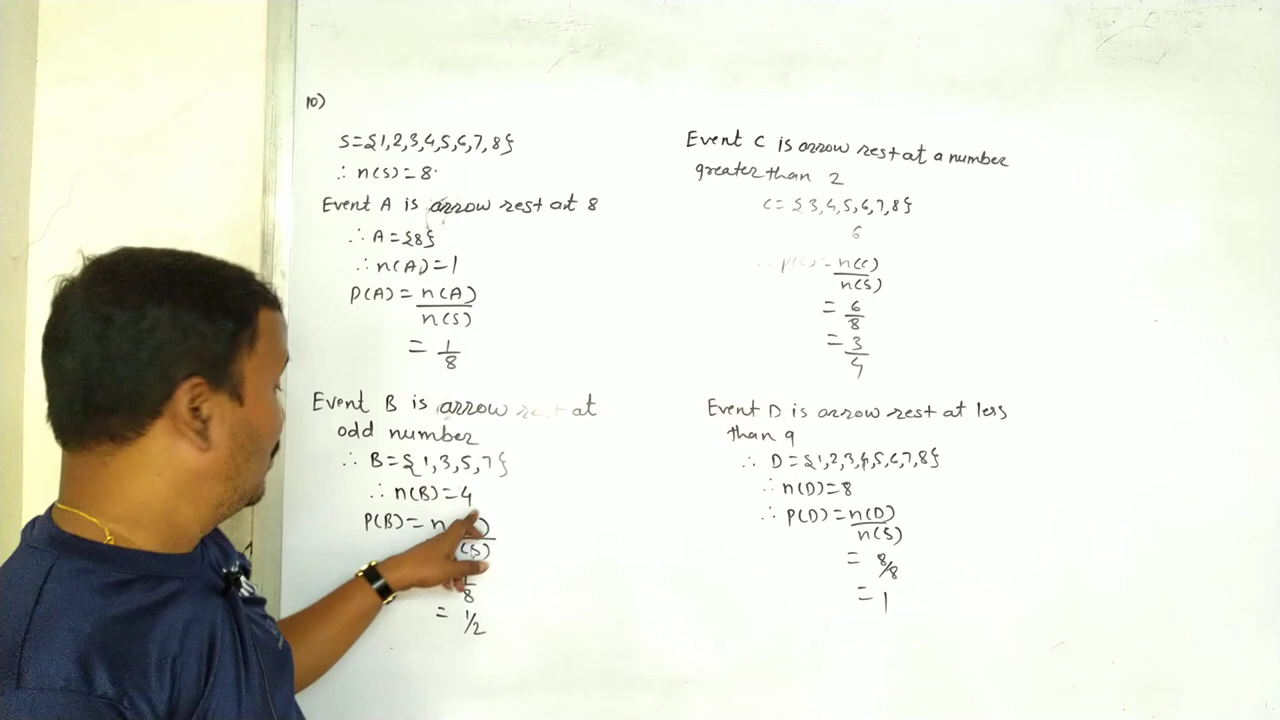 10)
S={1,2,3,4,5,6,7,8}
∴ n(S)=8.
Event A is arrow rest at 8
∴ A={8}
∴ n(A)=1
P(A)= n(A)
n(S)
= 1
8
Event B is arrow rest at
odd number
∴ B={1,3,5,7}
∴ n(B)=4
P(B)= n
(S)
8
= 1/2
Event C is arrow rest at a number
greater than 2
C={3,4,5,6,7,8}
6
∴ P(C)= n(C)
n(S)
= 6
8
= 3
4
Event D is arrow rest at less
than 9
∴ D={1,2,3,4,5,6,7,8}
∴ n(D)=8
∴ P(D)= n(D)
n(S)
= 8/8
= 1